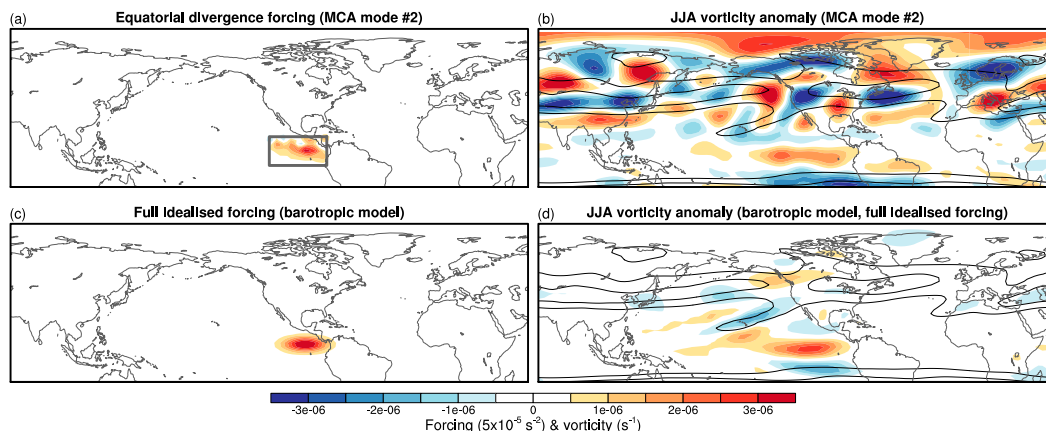 (a) Equatorial divergence forcing (MCA mode #2)
(b) JJA vorticity anomaly (MCA mode #2)
(c) Full idealised forcing (barotropic model)
(d) JJA vorticity anomaly (barotropic model, full idealised forcing)
-3e-06 -2e-06 -1e-06 0 1e-06 2e-06 3e-06
Forcing (5x10⁻⁵ s⁻²) & vorticity (s⁻¹)